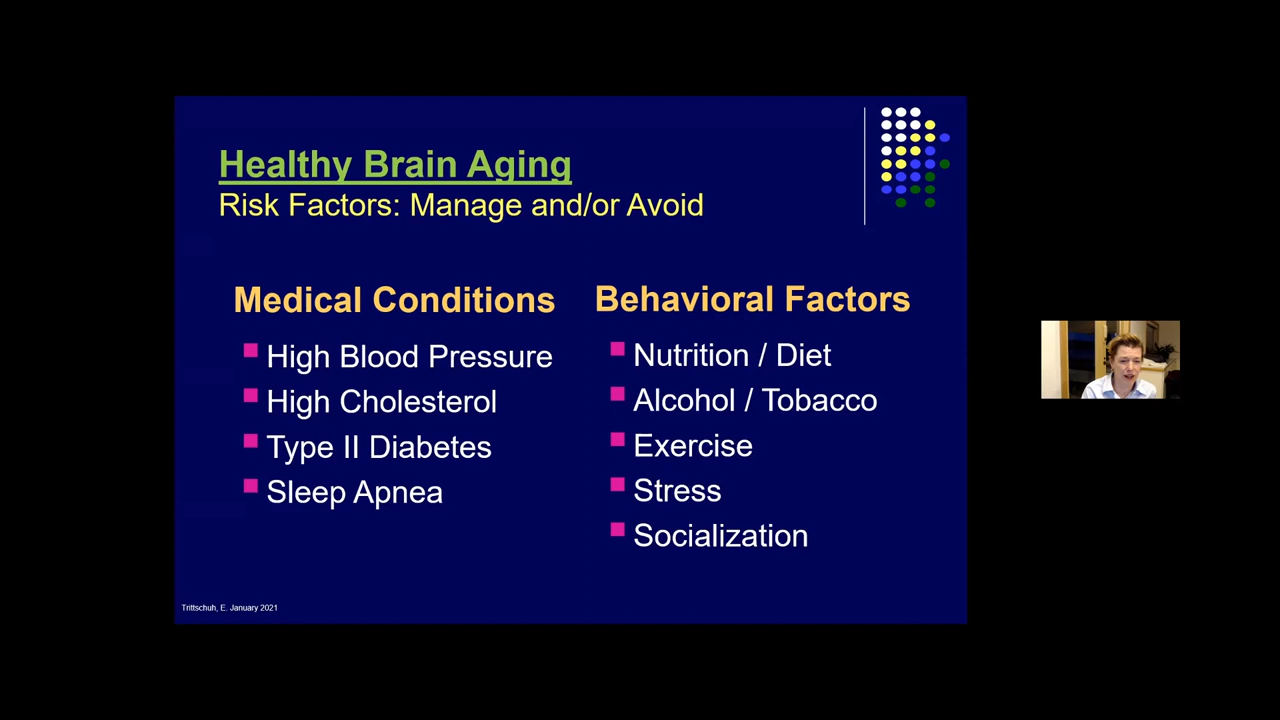 Healthy Brain Aging
Risk Factors: Manage and/or Avoid
Medical Conditions
High Blood Pressure
High Cholesterol
Type II Diabetes
Sleep Apnea
Behavioral Factors
Nutrition / Diet
Alcohol / Tobacco
Exercise
Stress
Socialization
Trittschuh, E. January 2021